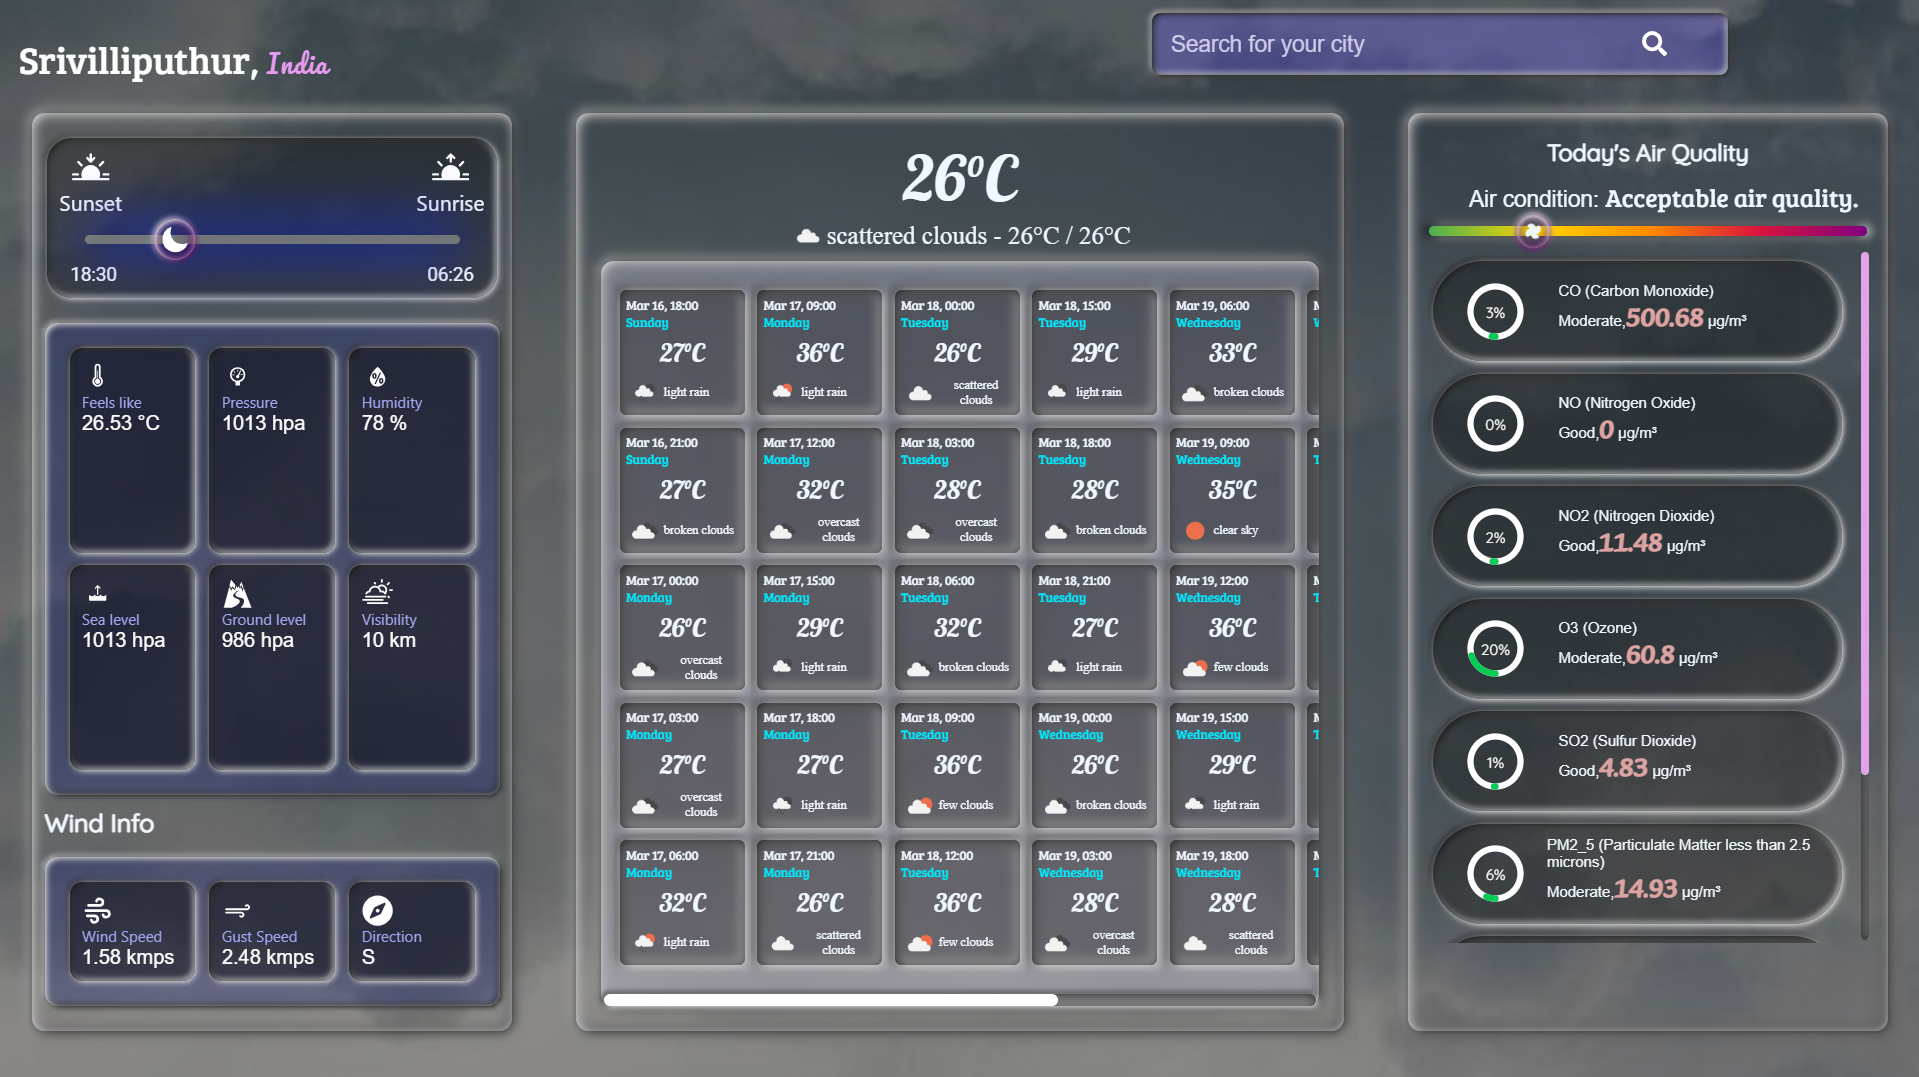 Srivilliputhur, India
Search for your city
Sunset
Sunrise
18:30
06:26
Feels like
26.53 °C
Pressure
1013 hpa
Humidity
78 %
Sea level
1013 hpa
Ground level
986 hpa
Visibility
10 km
Wind Info
Wind Speed
1.58 kmps
Gust Speed
2.48 kmps
Direction
S
26°C
scattered clouds - 26°C / 26°C
Mar 16, 18:00
Sunday
27°C
light rain
Mar 17, 09:00
Monday
36°C
light rain
Mar 18, 00:00
Tuesday
26°C
scattered
clouds
Mar 18, 15:00
Tuesday
29°C
light rain
Mar 19, 06:00
Wednesday
33°C
broken clouds
Mar 16, 21:00
Sunday
27°C
broken clouds
Mar 17, 12:00
Monday
32°C
overcast
clouds
Mar 18, 03:00
Tuesday
28°C
overcast
clouds
Mar 18, 18:00
Tuesday
28°C
broken clouds
Mar 19, 09:00
Wednesday
35°C
clear sky
Mar 17, 00:00
Monday
26°C
overcast
clouds
Mar 17, 15:00
Monday
29°C
light rain
Mar 18, 06:00
Tuesday
32°C
broken clouds
Mar 18, 21:00
Tuesday
27°C
light rain
Mar 19, 12:00
Wednesday
36°C
few clouds
Mar 17, 03:00
Monday
27°C
overcast
clouds
Mar 17, 18:00
Monday
27°C
light rain
Mar 18, 09:00
Tuesday
36°C
few clouds
Mar 19, 00:00
Wednesday
26°C
broken clouds
Mar 19, 15:00
Wednesday
29°C
light rain
Mar 17, 06:00
Monday
32°C
light rain
Mar 17, 21:00
Monday
26°C
scattered
clouds
Mar 18, 12:00
Tuesday
36°C
few clouds
Mar 19, 03:00
Wednesday
28°C
overcast
clouds
Mar 19, 18:00
Wednesday
28°C
scattered
clouds
Today's Air Quality
Air condition: Acceptable air quality.
3%
CO (Carbon Monoxide)
Moderate,500.68 µg/m³
0%
NO (Nitrogen Oxide)
Good,0 µg/m³
2%
NO2 (Nitrogen Dioxide)
Good,11.48 µg/m³
20%
O3 (Ozone)
Moderate,60.8 µg/m³
1%
SO2 (Sulfur Dioxide)
Good,4.83 µg/m³
6%
PM2_5 (Particulate Matter less than 2.5
microns)
Moderate,14.93 µg/m³